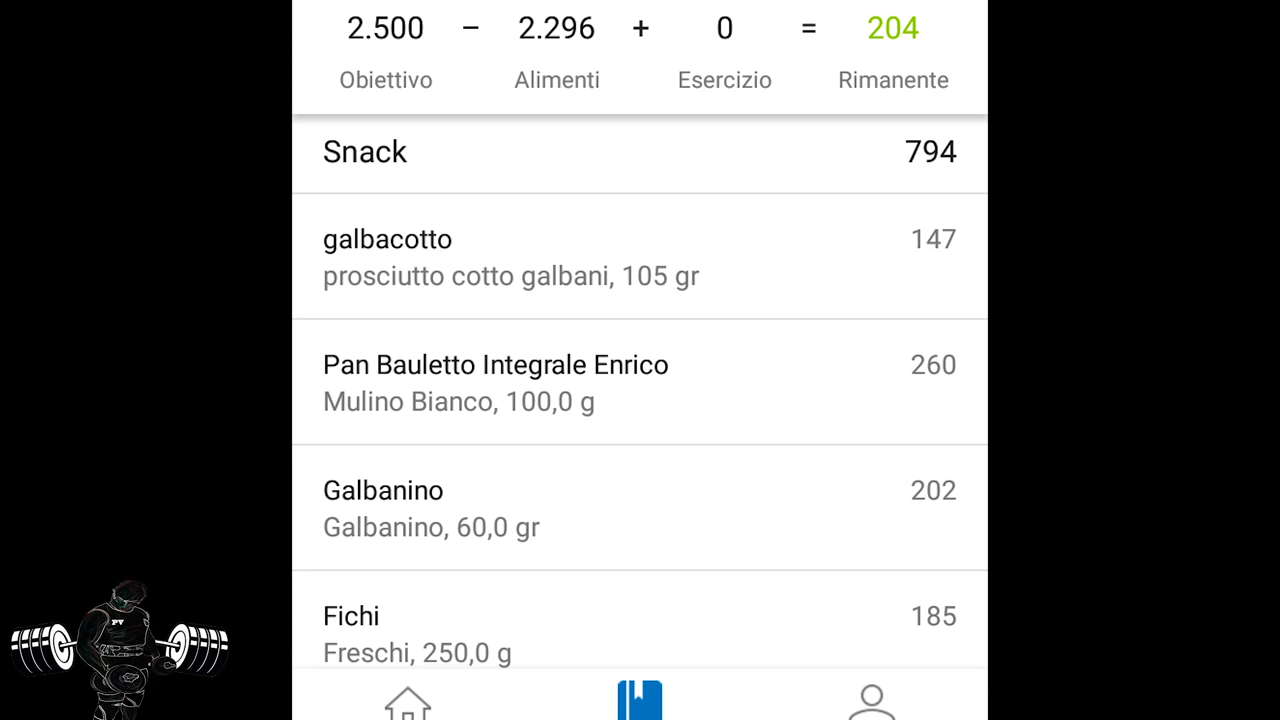 2.500 − 2.296 + 0 = 204
Obiettivo Alimenti Esercizio Rimanente
Snack 794
galbacotto 147
prosciutto cotto galbani, 105 gr
Pan Bauletto Integrale Enrico 260
Mulino Bianco, 100,0 g
Galbanino 202
Galbanino, 60,0 gr
Fichi 185
Freschi, 250,0 g
PV